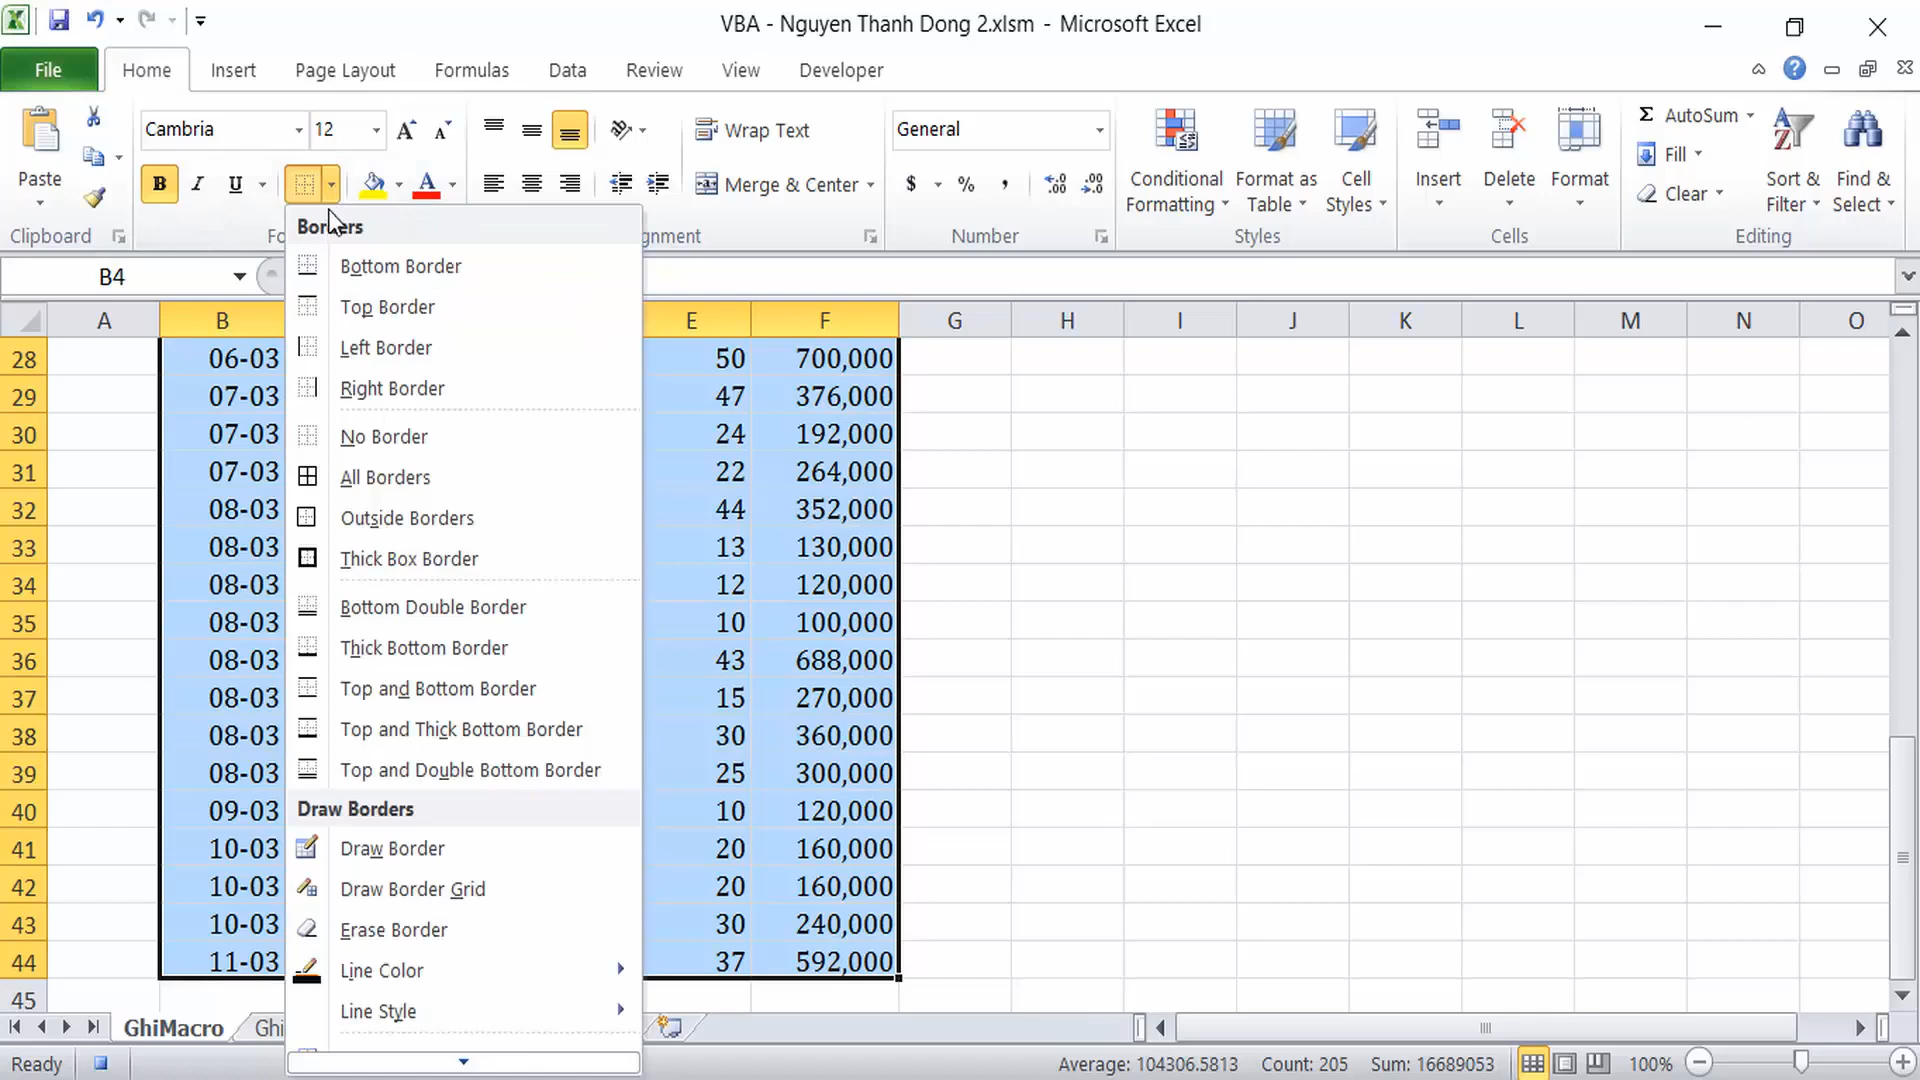 VBA - Nguyen Thanh Dong 2.xlsm - Microsoft Excel
File Home Insert Page Layout Formulas Data Review View Developer
Paste
Clipboard
Cambria 12
B I U
A
Wrap Text
Merge & Center
General
$ % ,
Number
Conditional Formatting
Format as Table
Cell Styles
Styles
Insert
Delete
Format
Cells
Σ AutoSum
Fill
Clear
Sort & Filter
Find & Select
Editing
B4
Borders
Bottom Border
Top Border
Left Border
Right Border
No Border
All Borders
Outside Borders
Thick Box Border
Bottom Double Border
Thick Bottom Border
Top and Bottom Border
Top and Thick Bottom Border
Top and Double Bottom Border
Draw Borders
Draw Border
Draw Border Grid
Erase Border
Line Color
Line Style
A B E F G H I J K L M N O
28 06-03 50 700,000
29 07-03 47 376,000
30 07-03 24 192,000
31 07-03 22 264,000
32 08-03 44 352,000
33 08-03 13 130,000
34 08-03 12 120,000
35 08-03 10 100,000
36 08-03 43 688,000
37 08-03 15 270,000
38 08-03 30 360,000
39 08-03 25 300,000
40 09-03 10 120,000
41 10-03 20 160,000
42 10-03 20 160,000
43 10-03 30 240,000
44 11-03 37 592,000
45
GhiMacro Ghi
Ready
Average: 104306.5813 Count: 205 Sum: 16689053 100%